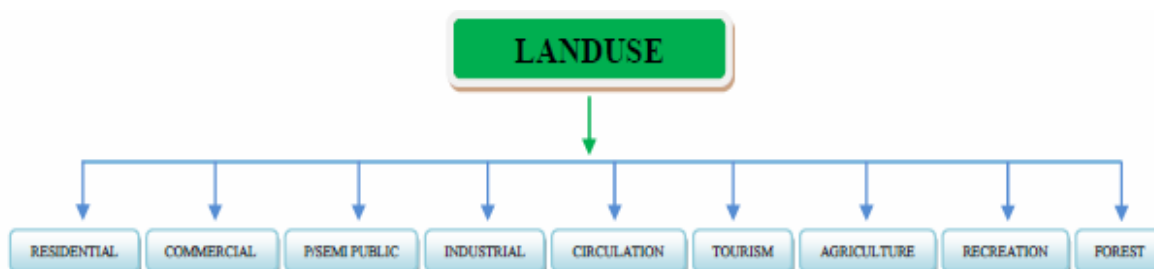 LANDUSE
RESIDENTIAL
COMMERCIAL
P/SEMI PUBLIC
INDUSTRIAL
CIRCULATION
TOURISM
AGRICULTURE
RECREATION
FOREST